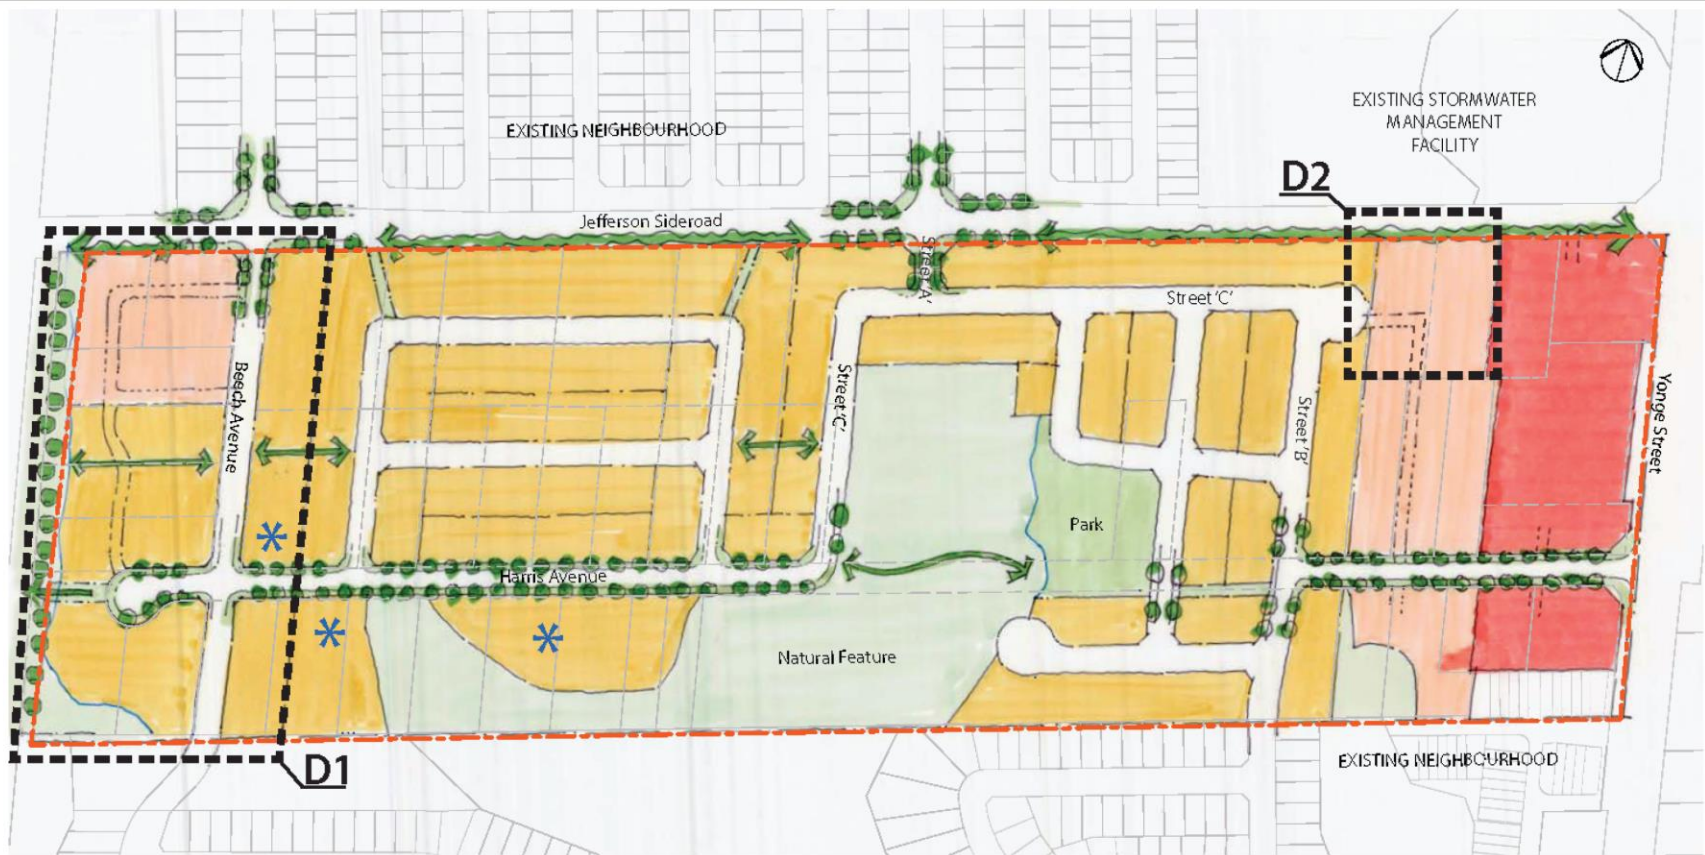 EXISTING NEIGHBOURHOOD
EXISTING STORMWATER
MANAGEMENT
FACILITY
D2
Jefferson Sideroad
Street 'A'
Street 'C'
Beech Avenue
Street 'C'
Street 'B'
Yonge Street
*
Park
Harris Avenue
*
*
Natural Feature
D1
EXISTING NEIGHBOURHOOD